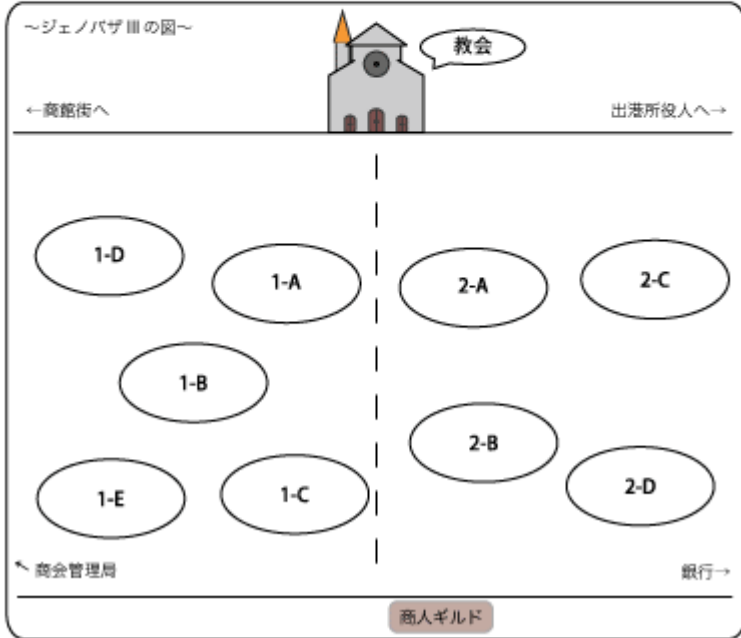 ～ジェノバザⅢの図～
教会
←商館街へ
出港所役人へ→
1-D
1-A
2-A
2-C
1-B
2-B
1-E
1-C
2-D
↖商会管理局
銀行→
商人ギルド